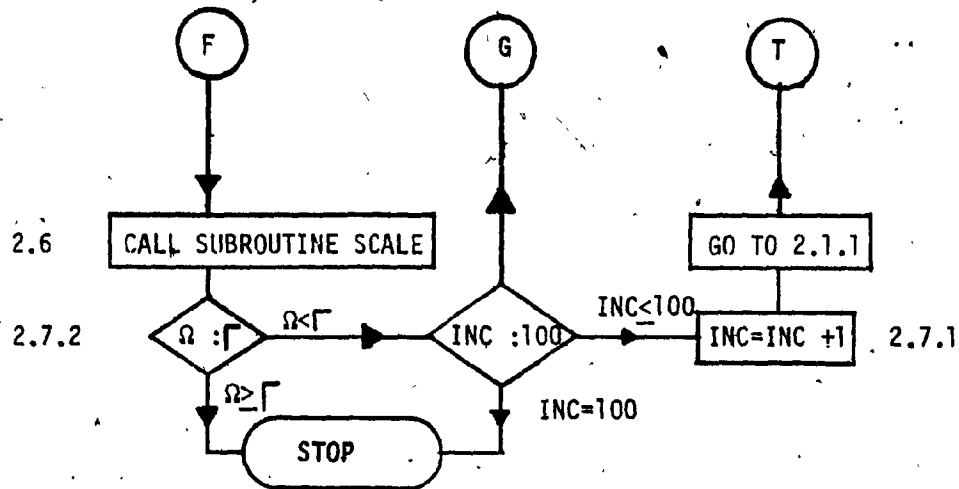 F G T
2.6 CALL SUBROUTINE SCALE GO TO 2.1.1
INC≤100
2.7.2 Ω :Γ Ω<Γ INC :100 INC=INC +1 2.7.1
Ω≥Γ
INC=100
STOP